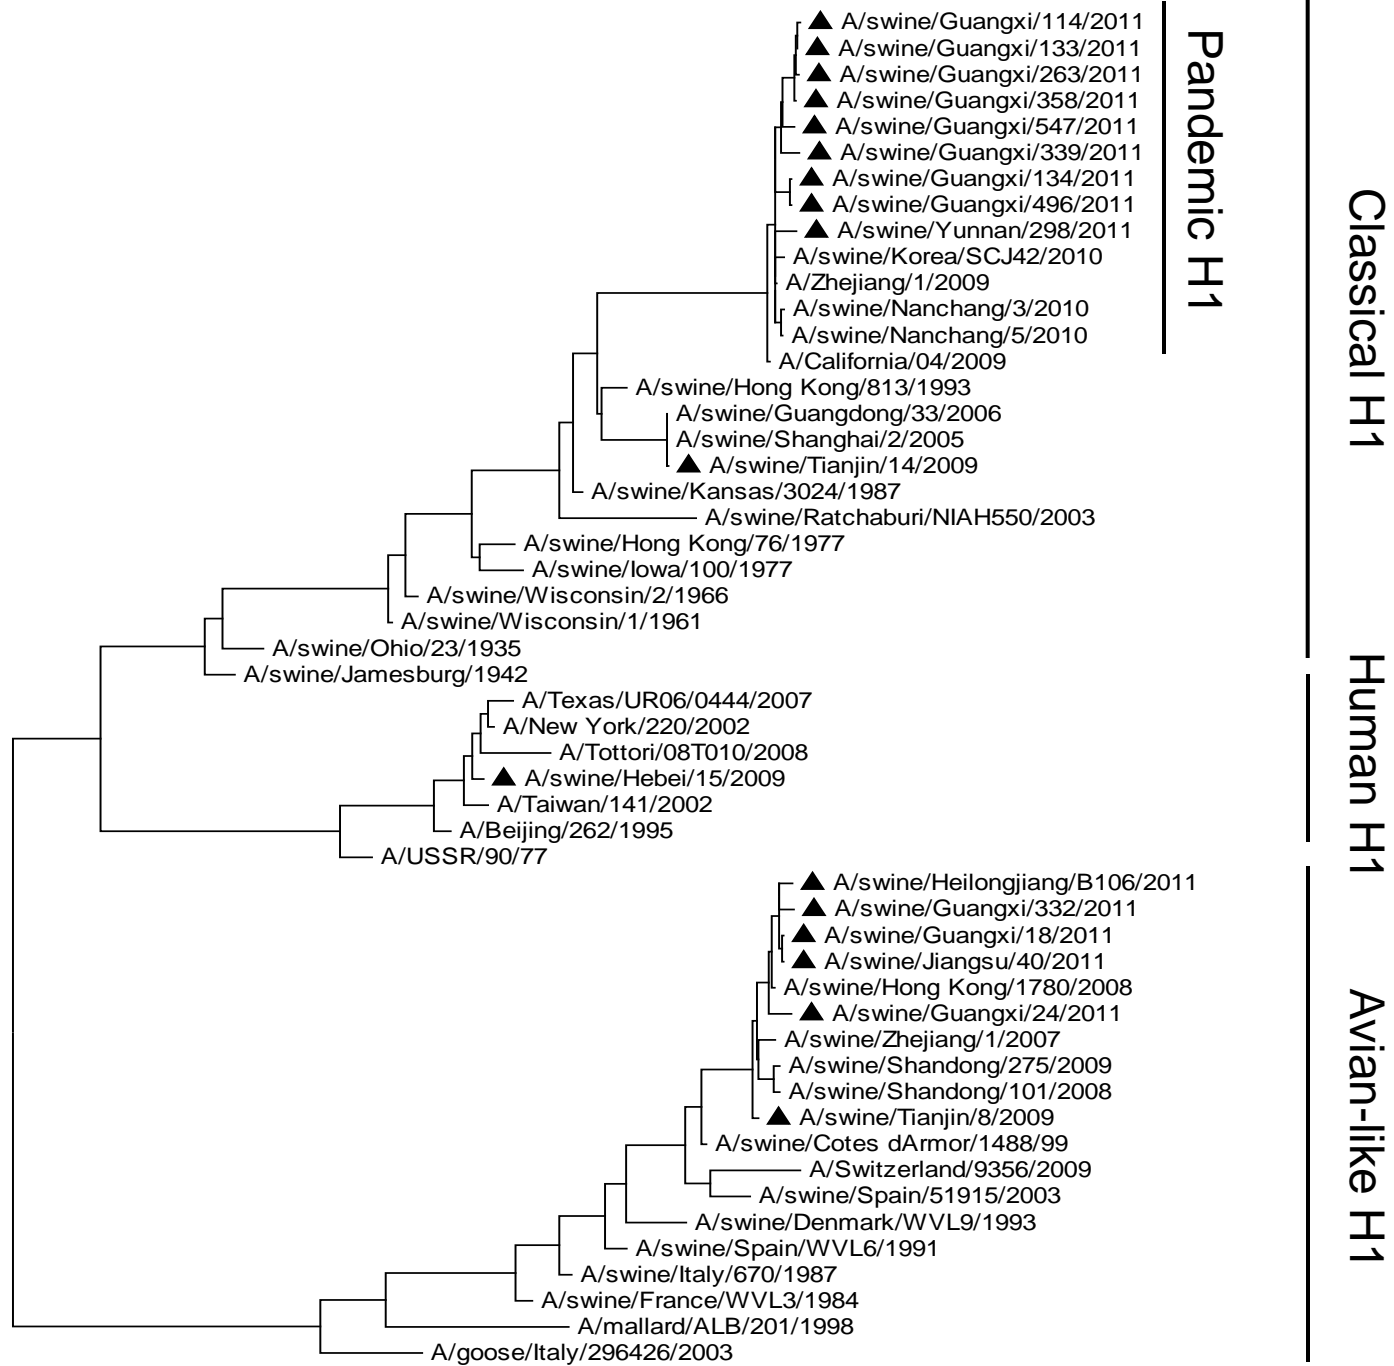 A/swine/Guangxi/114/2011
A/swine/Guangxi/133/2011
A/swine/Guangxi/263/2011
A/swine/Guangxi/358/2011
A/swine/Guangxi/547/2011
A/swine/Guangxi/339/2011
A/swine/Guangxi/134/2011
A/swine/Guangxi/496/2011
A/swine/Yunnan/298/2011
A/swine/Korea/SCJ42/2010
A/Zhejiang/1/2009
A/swine/Nanchang/3/2010
A/swine/Nanchang/5/2010
A/California/04/2009
A/swine/Hong Kong/813/1993
A/swine/Guangdong/33/2006
A/swine/Shanghai/2/2005
A/swine/Tianjin/14/2009
A/swine/Kansas/3024/1987
A/swine/Ratchaburi/NIAH550/2003
A/swine/Hong Kong/76/1977
A/swine/Iowa/100/1977
A/swine/Wisconsin/2/1966
A/swine/Wisconsin/1/1961
A/swine/Ohio/23/1935
A/swine/Jamesburg/1942
A/Texas/UR06/0444/2007
A/New York/220/2002
A/Tottori/08T010/2008
A/swine/Hebei/15/2009
A/Taiwan/141/2002
A/Beijing/262/1995
A/USSR/90/77
A/swine/Heilongjiang/B106/2011
A/swine/Guangxi/332/2011
A/swine/Guangxi/18/2011
A/swine/Jiangsu/40/2011
A/swine/Hong Kong/1780/2008
A/swine/Guangxi/24/2011
A/swine/Zhejiang/1/2007
A/swine/Shandong/275/2009
A/swine/Shandong/101/2008
A/swine/Tianjin/8/2009
A/swine/Cotes dArmor/1488/99
A/Switzerland/9356/2009
A/swine/Spain/51915/2003
A/swine/Denmark/WVL9/1993
A/swine/Spain/WVL6/1991
A/swine/Italy/670/1987
A/swine/France/WVL3/1984
A/mallard/ALB/201/1998
A/goose/Italy/296426/2003
Pandemic H1
Classical H1
Human H1
Avian-like H1